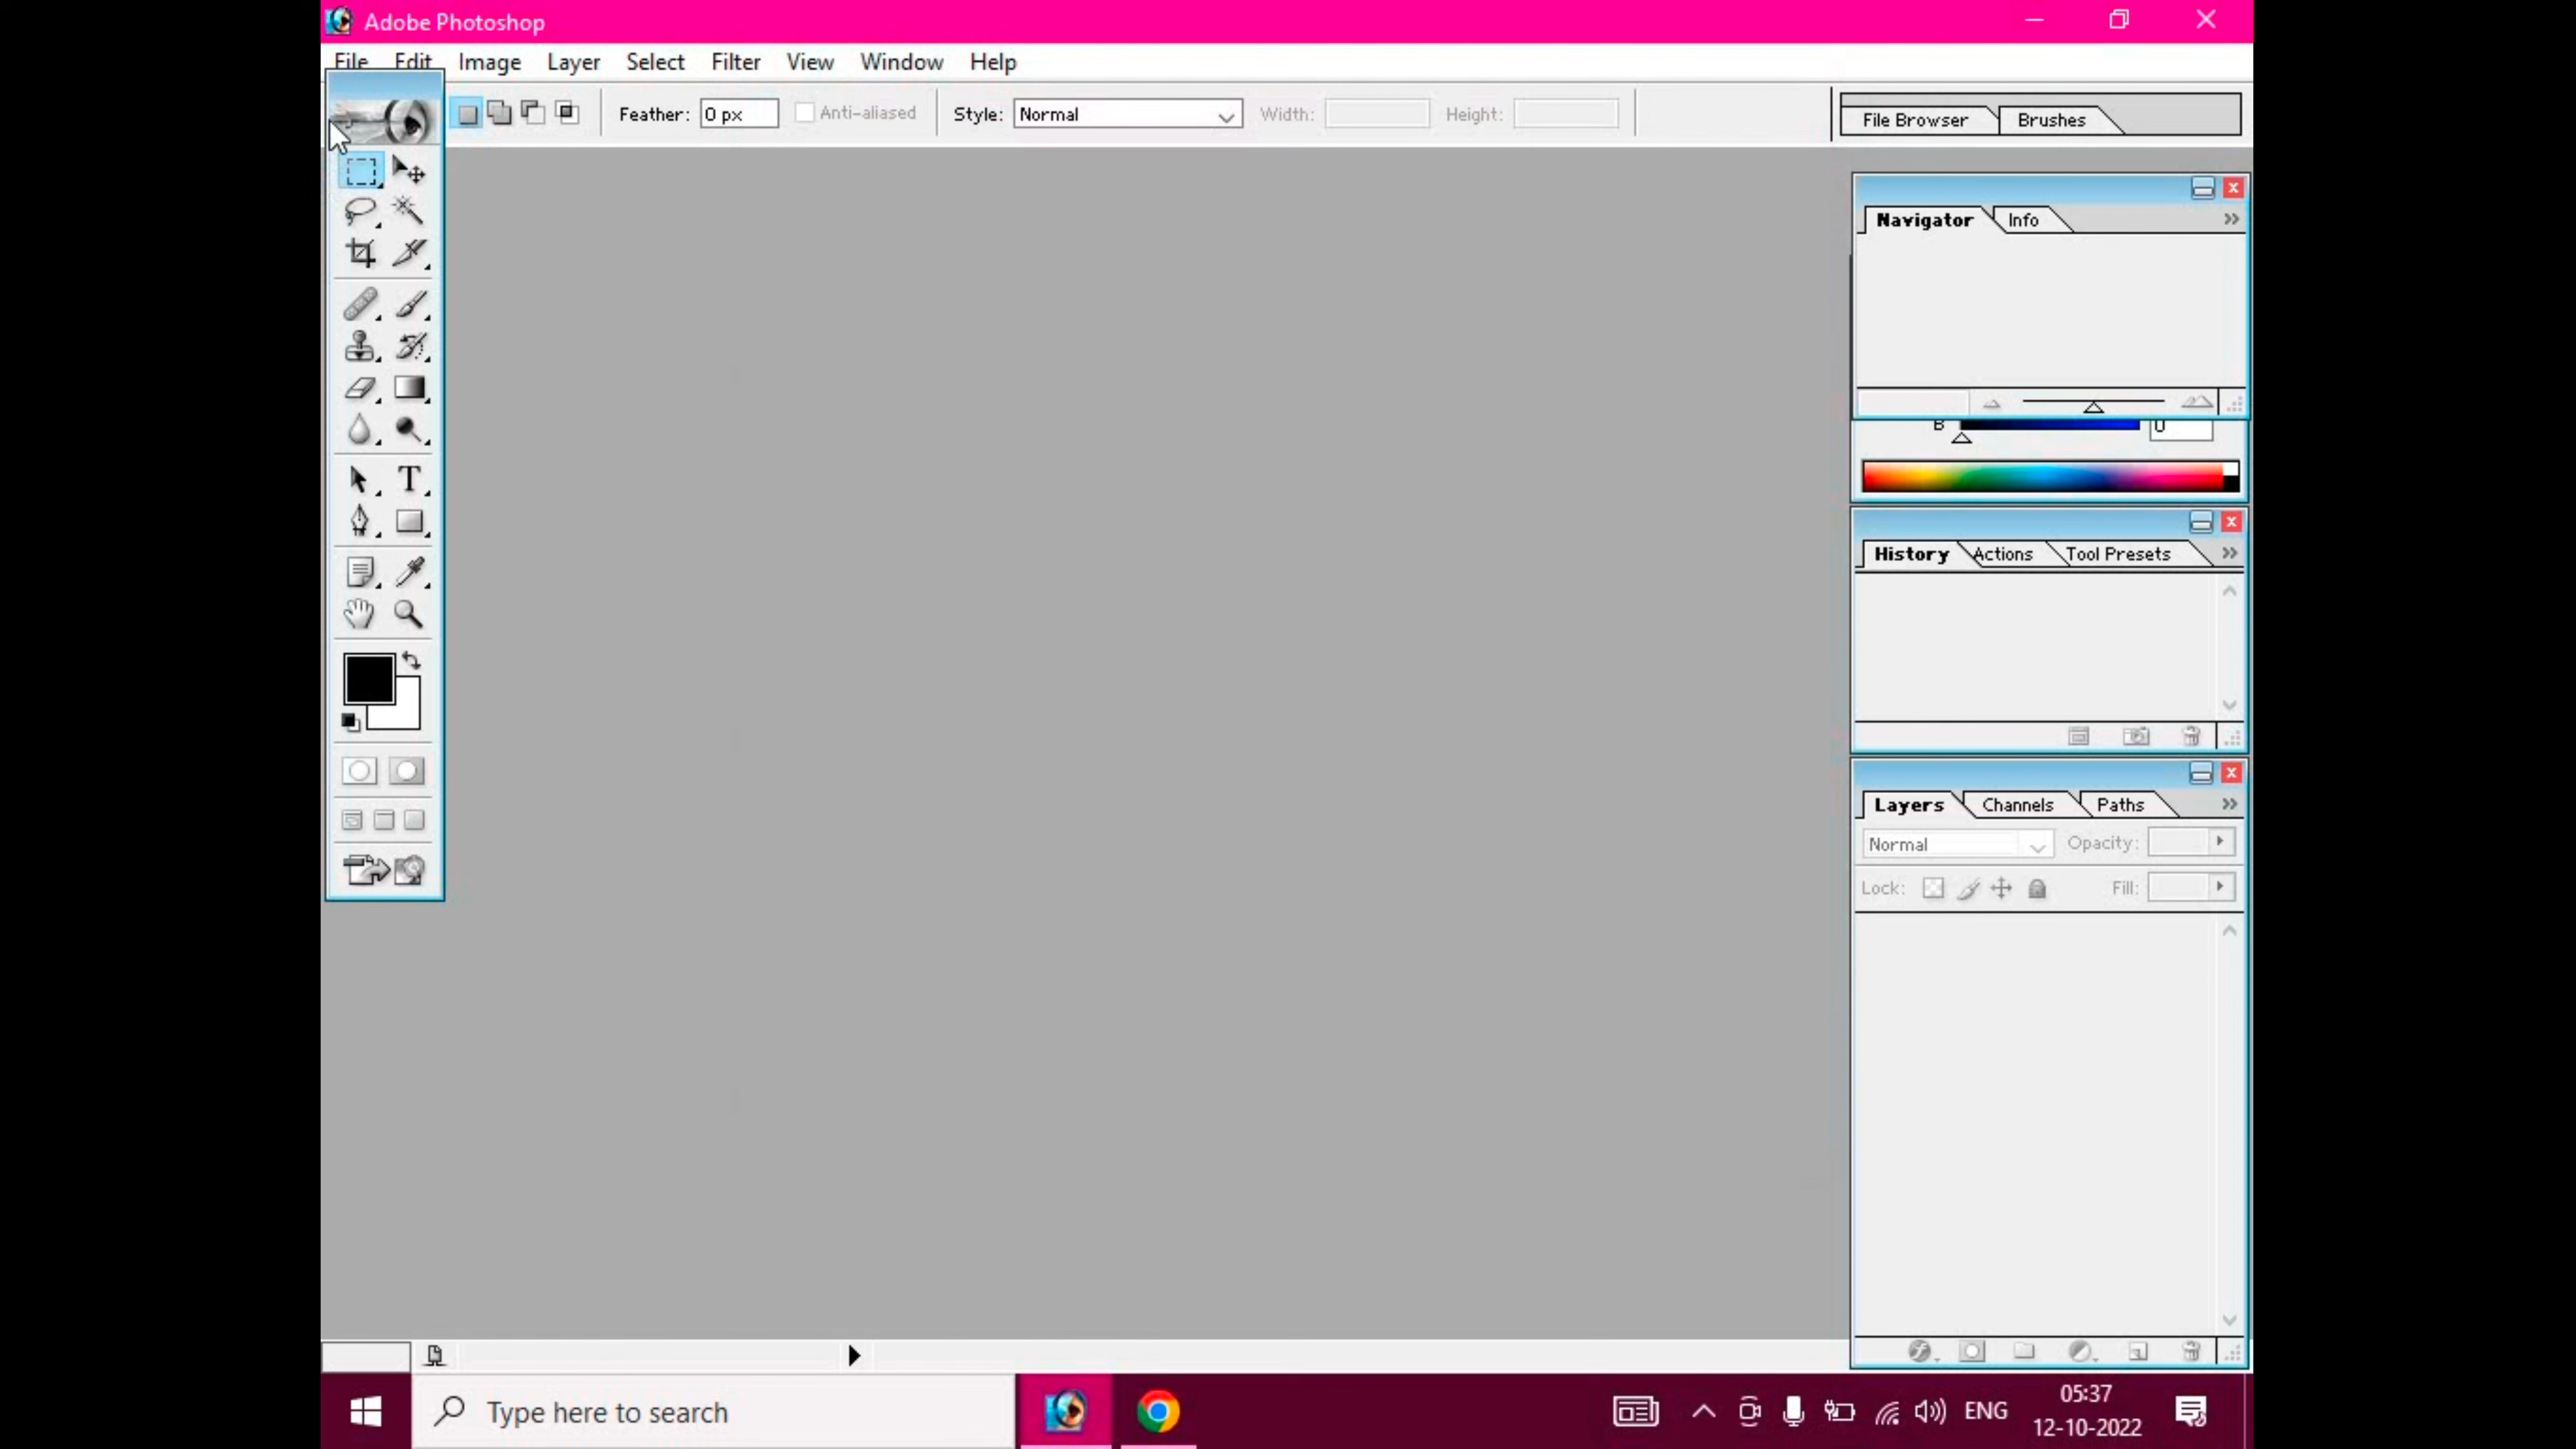 Adobe Photoshop
File Edit Image Layer Select Filter View Window Help
Feather: 0 px Anti-aliased Style: Normal Width: Height: File Browser Brushes
Navigator Info
B 0
History Actions Tool Presets
Layers Channels Paths
Normal Opacity:
Lock: Fill:
Type here to search
ENG
05:37
12-10-2022